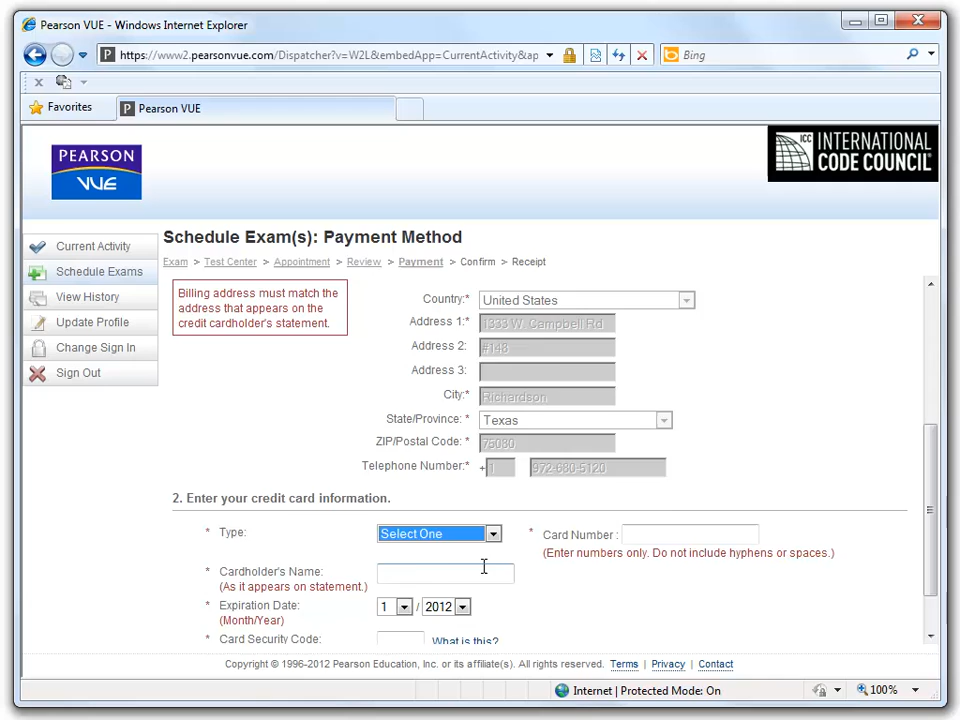 Pearson VUE - Windows Internet Explorer
https://www2.pearsonvue.com/Dispatcher?v=W2L&embedApp=CurrentActivity&ap
Bing
Favorites
Pearson VUE
PEARSON
VUE
ICC INTERNATIONAL
CODE COUNCIL
Current Activity
Schedule Exams
View History
Update Profile
Change Sign In
Sign Out
Schedule Exam(s): Payment Method
Exam > Test Center > Appointment > Review > Payment > Confirm > Receipt
Billing address must match the
address that appears on the
credit cardholder's statement.
Country:* United States
Address 1:* 1333 W. Campbell Rd
Address 2: #148
Address 3:
City:* Richardson
State/Province: * Texas
ZIP/Postal Code: * 75080
Telephone Number:* +1 972-680-5120
2. Enter your credit card information.
* Type: Select One * Card Number :
(Enter numbers only. Do not include hyphens or spaces.)
* Cardholder's Name:
(As it appears on statement.)
* Expiration Date: 1 / 2012
(Month/Year)
* Card Security Code: What is this?
Copyright © 1996-2012 Pearson Education, Inc. or its affiliate(s). All rights reserved. Terms | Privacy | Contact
Internet | Protected Mode: On
100%